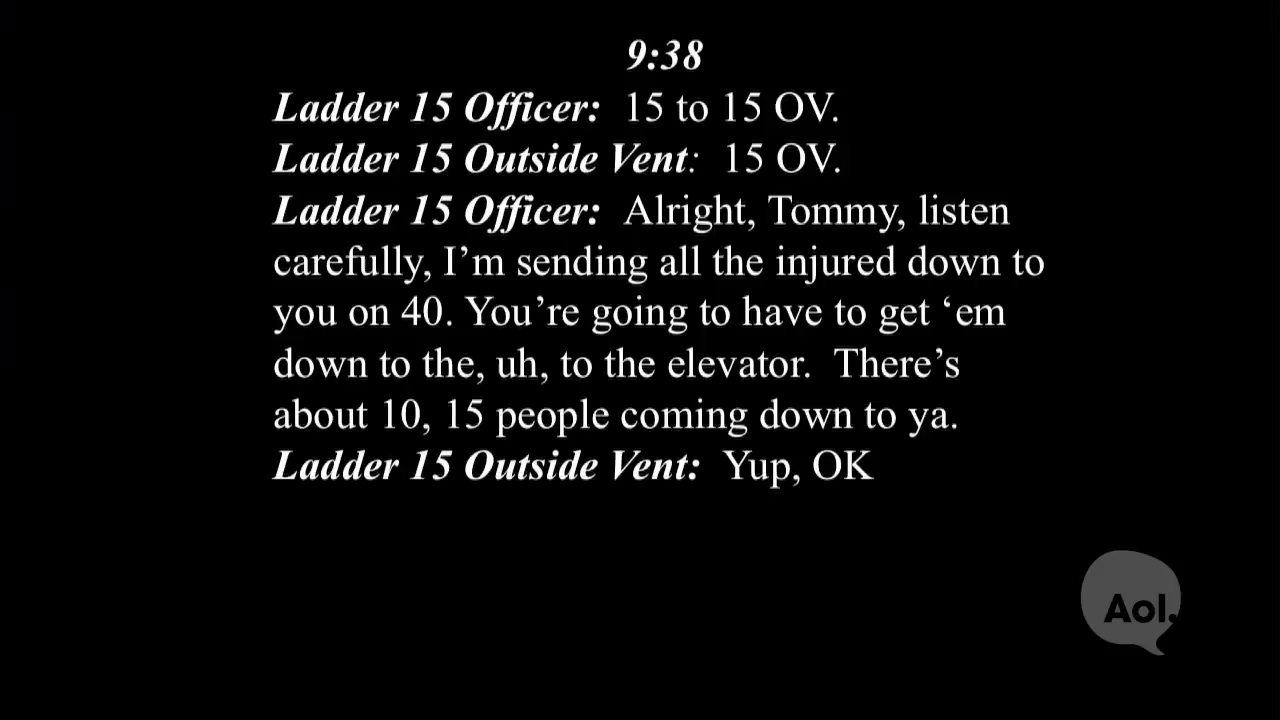 9:38
Ladder 15 Officer:  15 to 15 OV.
Ladder 15 Outside Vent:  15 OV.
Ladder 15 Officer:  Alright, Tommy, listen
carefully, I’m sending all the injured down to
you on 40. You’re going to have to get ‘em
down to the, uh, to the elevator.  There’s
about 10, 15 people coming down to ya.
Ladder 15 Outside Vent:  Yup, OK
Aol.